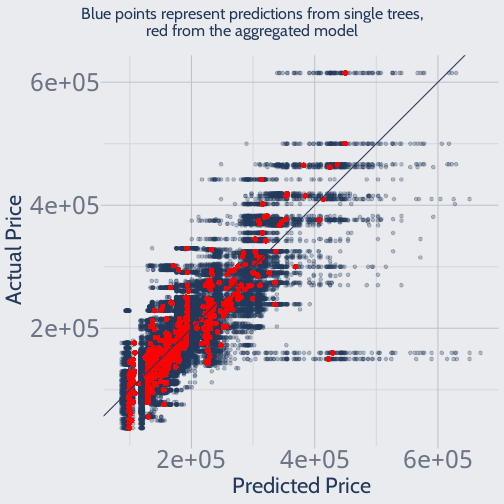 Blue points represent predictions from single trees,
red from the aggregated model
6e+05
4e+05
2e+05
Actual Price
2e+05 4e+05 6e+05
Predicted Price